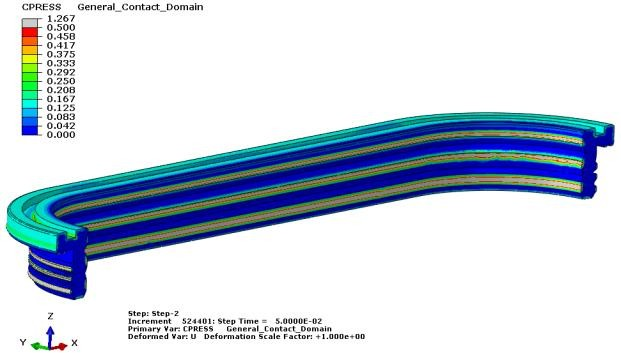 CPRESS General_Contact_Domain
1.267
0.500
0.458
0.417
0.375
0.333
0.292
0.250
0.208
0.167
0.125
0.083
0.042
0.000
Z
Y X
Step: Step-2
Increment 524401: Step Time = 5.0000E-02
Primary Var: CPRESS General_Contact_Domain
Deformed Var: U Deformation Scale Factor: +1.000e+00